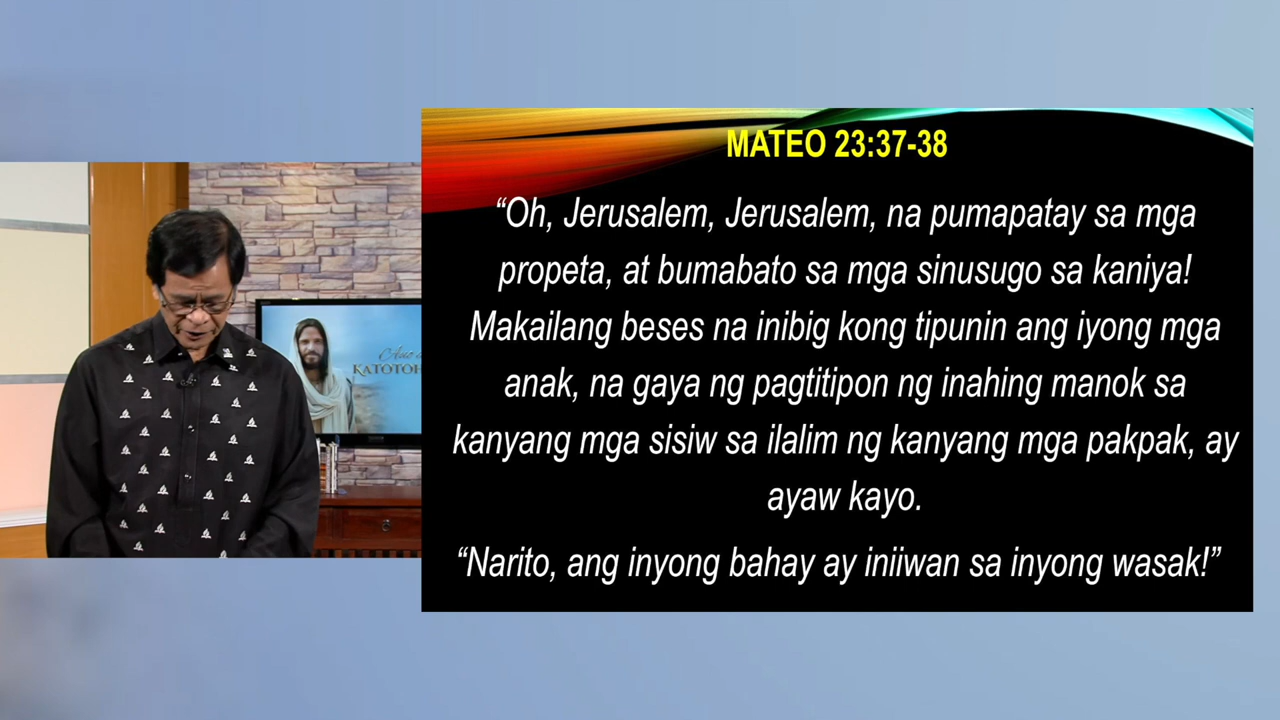 MATEO 23:37-38
“Oh, Jerusalem, Jerusalem, na pumapatay sa mga
propeta, at bumabato sa mga sinusugo sa kaniya!
Makailang beses na inibig kong tipunin ang iyong mga
anak, na gaya ng pagtitipon ng inahing manok sa
kanyang mga sisiw sa ilalim ng kanyang mga pakpak, ay
ayaw kayo.
“Narito, ang inyong bahay ay iniiwan sa inyong wasak!”